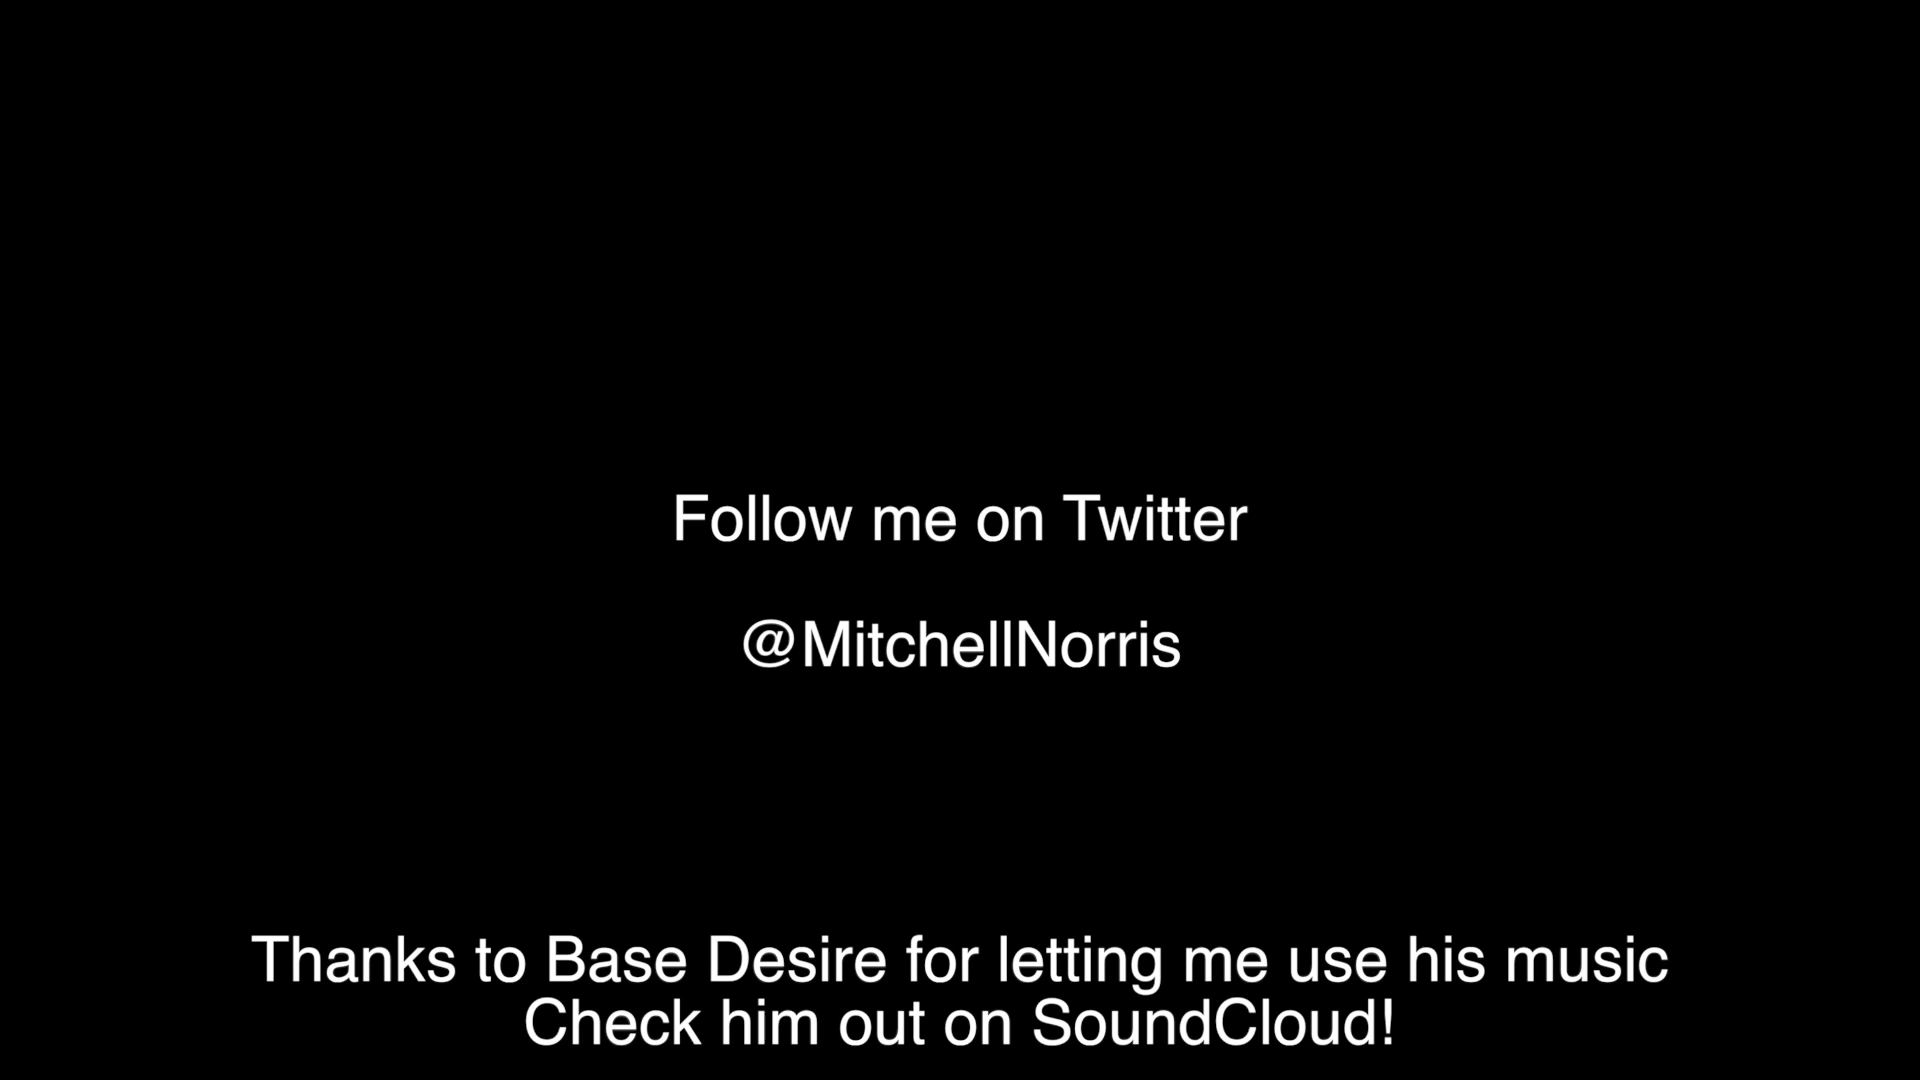 Follow me on Twitter
@MitchellNorris
Thanks to Base Desire for letting me use his music
Check him out on SoundCloud!